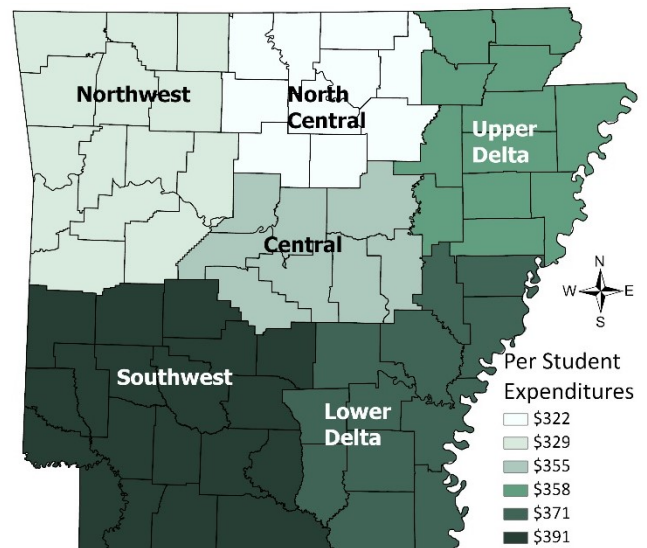 Northwest
North
Central
Upper
Delta
Central
N
W E
S
Southwest
Lower
Delta
Per Student
Expenditures
$322
$329
$355
$358
$371
$391